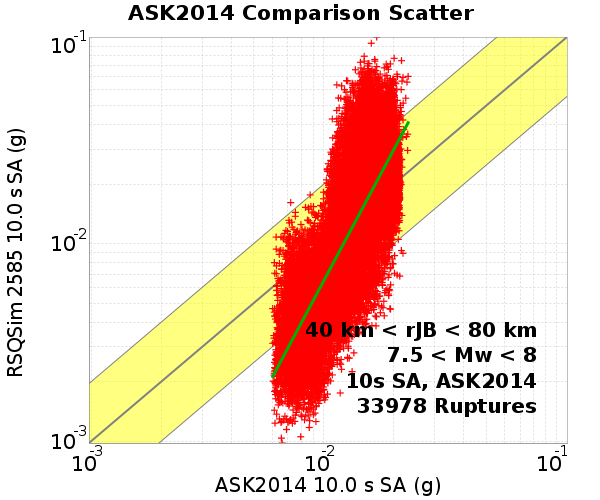 ASK2014 Comparison Scatter
RSQSim 2585 10.0 s SA (g)
10-1
10-2
10-3
40 km < rJB < 80 km
7.5 < Mw < 8
10s SA, ASK2014
33978 Ruptures
10-3
10-2
10-1
ASK2014 10.0 s SA (g)